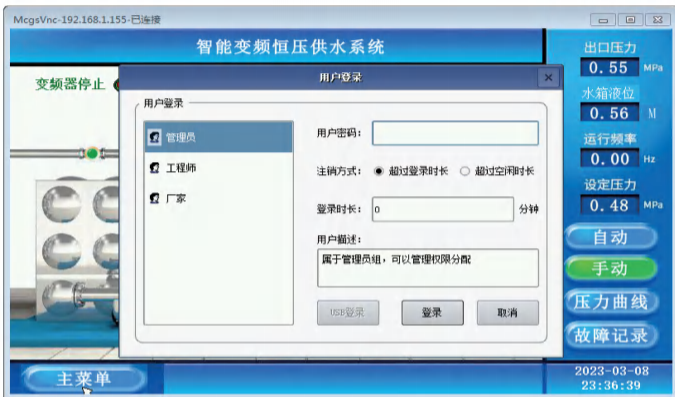 McgsVnc-192.168.1.155-已连接
智能变频恒压供水系统
变频器停止
用户登录
用户登录
管理员
工程师
厂家
用户密码：
注销方式： 超过登录时长 超过空闲时长
登录时长： 0 分钟
用户描述：
属于管理员组，可以管理权限分配
USB登录 登录 取消
出口压力
0.55 MPa
水箱液位
0.56 M
运行频率
0.00 Hz
设定压力
0.48 MPa
自动
手动
压力曲线
故障记录
主菜单
2023-03-08
23:36:39